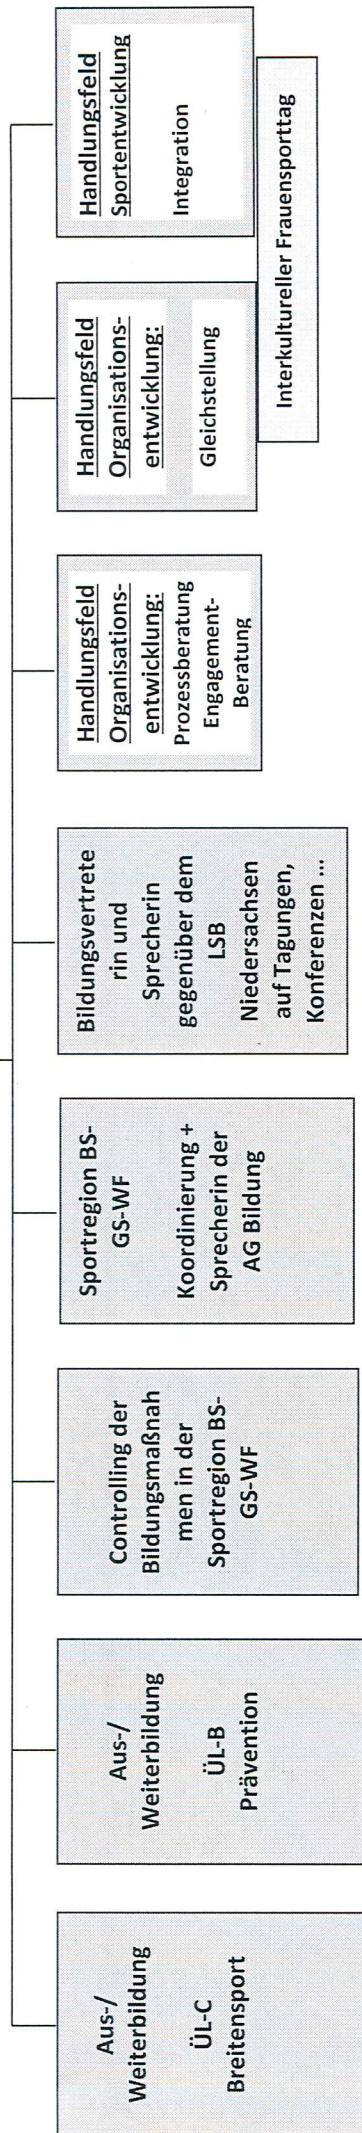 Aus-/
Weiterbildung
ÜL-C
Breitensport
Aus-/
Weiterbildung
ÜL-B
Prävention
Controlling der
Bildungsmaßnah
men in der
Sportregion BS-
GS-WF
Sportregion BS-
GS-WF
Koordinierung +
Sprecherin der
AG Bildung
Bildungsvertrete
rin und
Sprecherin
gegenüber dem
LSB
Niedersachsen
auf Tagungen,
Konferenzen ...
Handlungsfeld
Organisations-
entwicklung:
Prozessberatung
Engagement-
Beratung
Handlungsfeld
Organisations-
entwicklung:
Gleichstellung
Handlungsfeld
Sportentwicklung
Integration
Interkultureller Frauensporttag